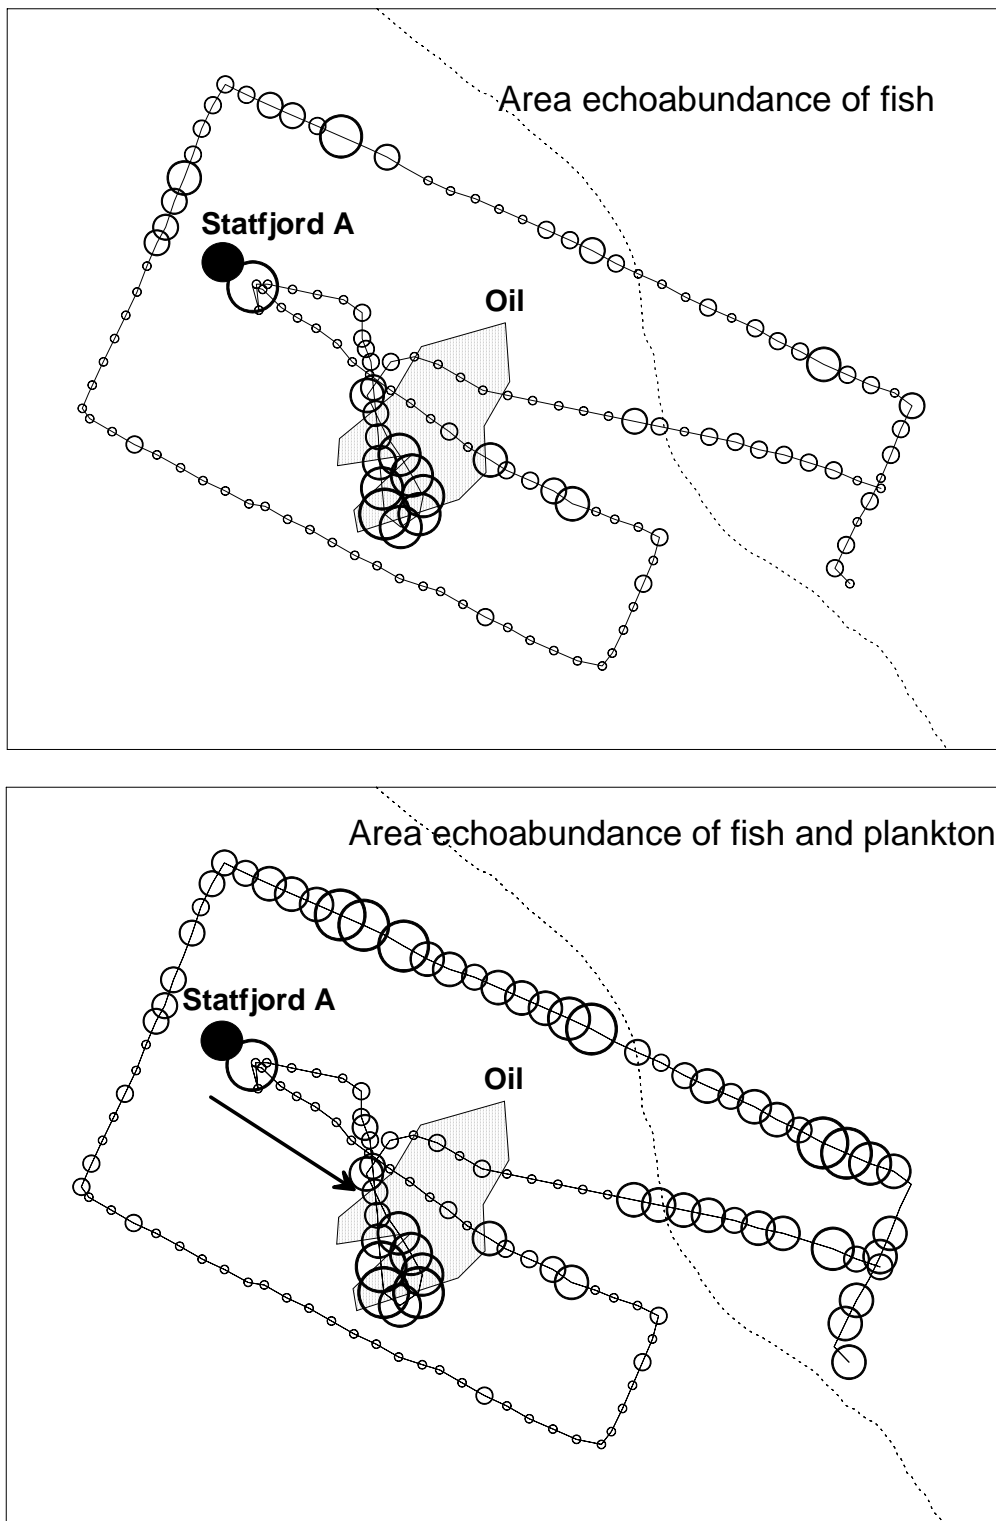 Area echoabundance of fish
Statfjord A
Oil
Area echoabundance of fish and plankton
Statfjord A
Oil